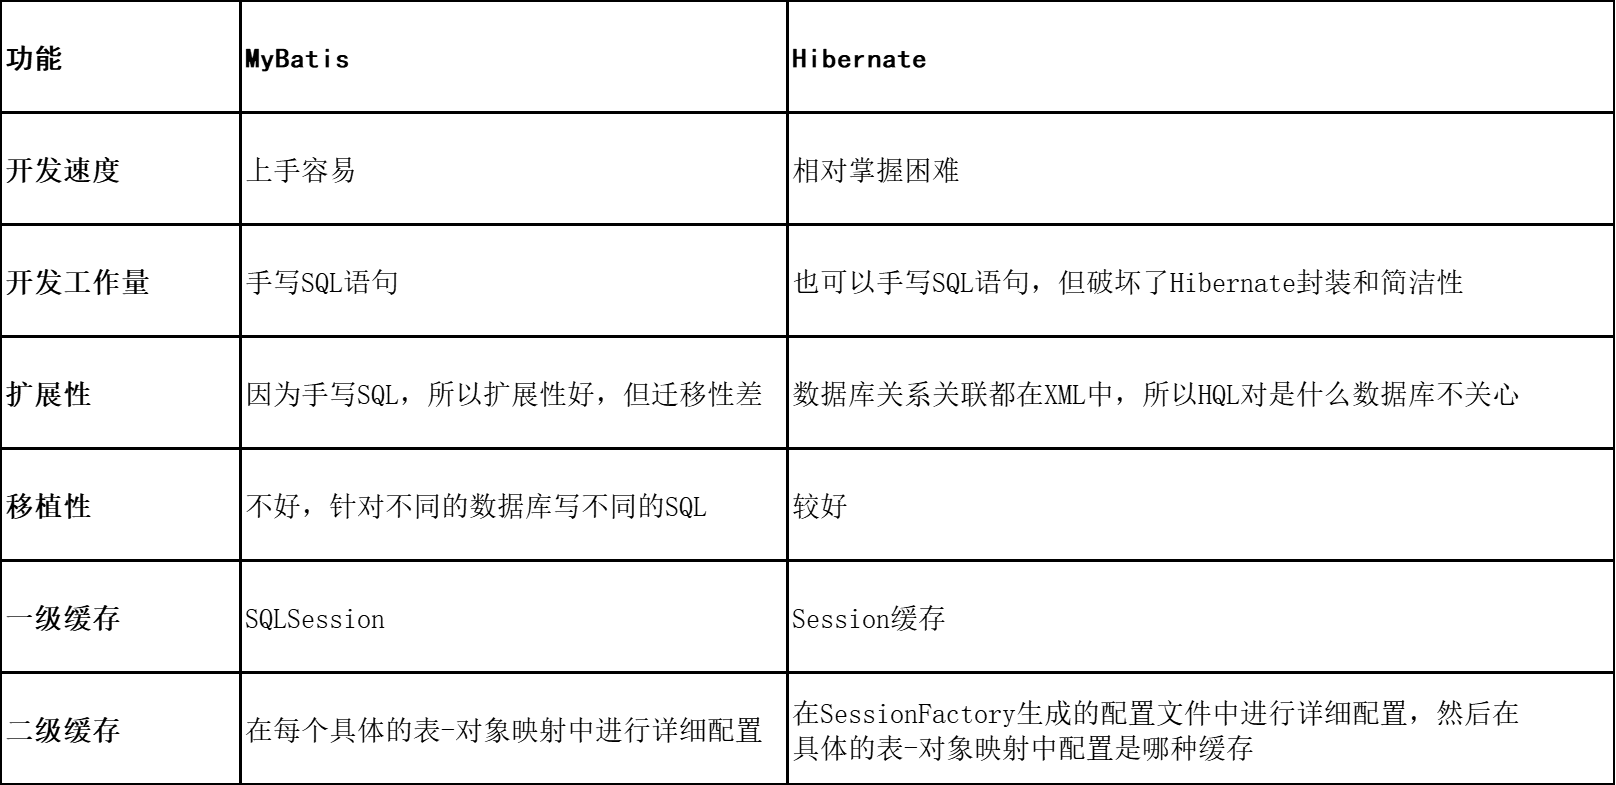 功能
MyBatis
Hibernate
开发速度
上手容易
相对掌握困难
开发工作量
手写SQL语句
也可以手写SQL语句，但破坏了Hibernate封装和简洁性
扩展性
因为手写SQL，所以扩展性好，但迁移性差
数据库关系关联都在XML中，所以HQL对是什么数据库不关心
移植性
不好，针对不同的数据库写不同的SQL
较好
一级缓存
SQLSession
Session缓存
二级缓存
在每个具体的表-对象映射中进行详细配置
在SessionFactory生成的配置文件中进行详细配置，然后在
具体的表-对象映射中配置是哪种缓存